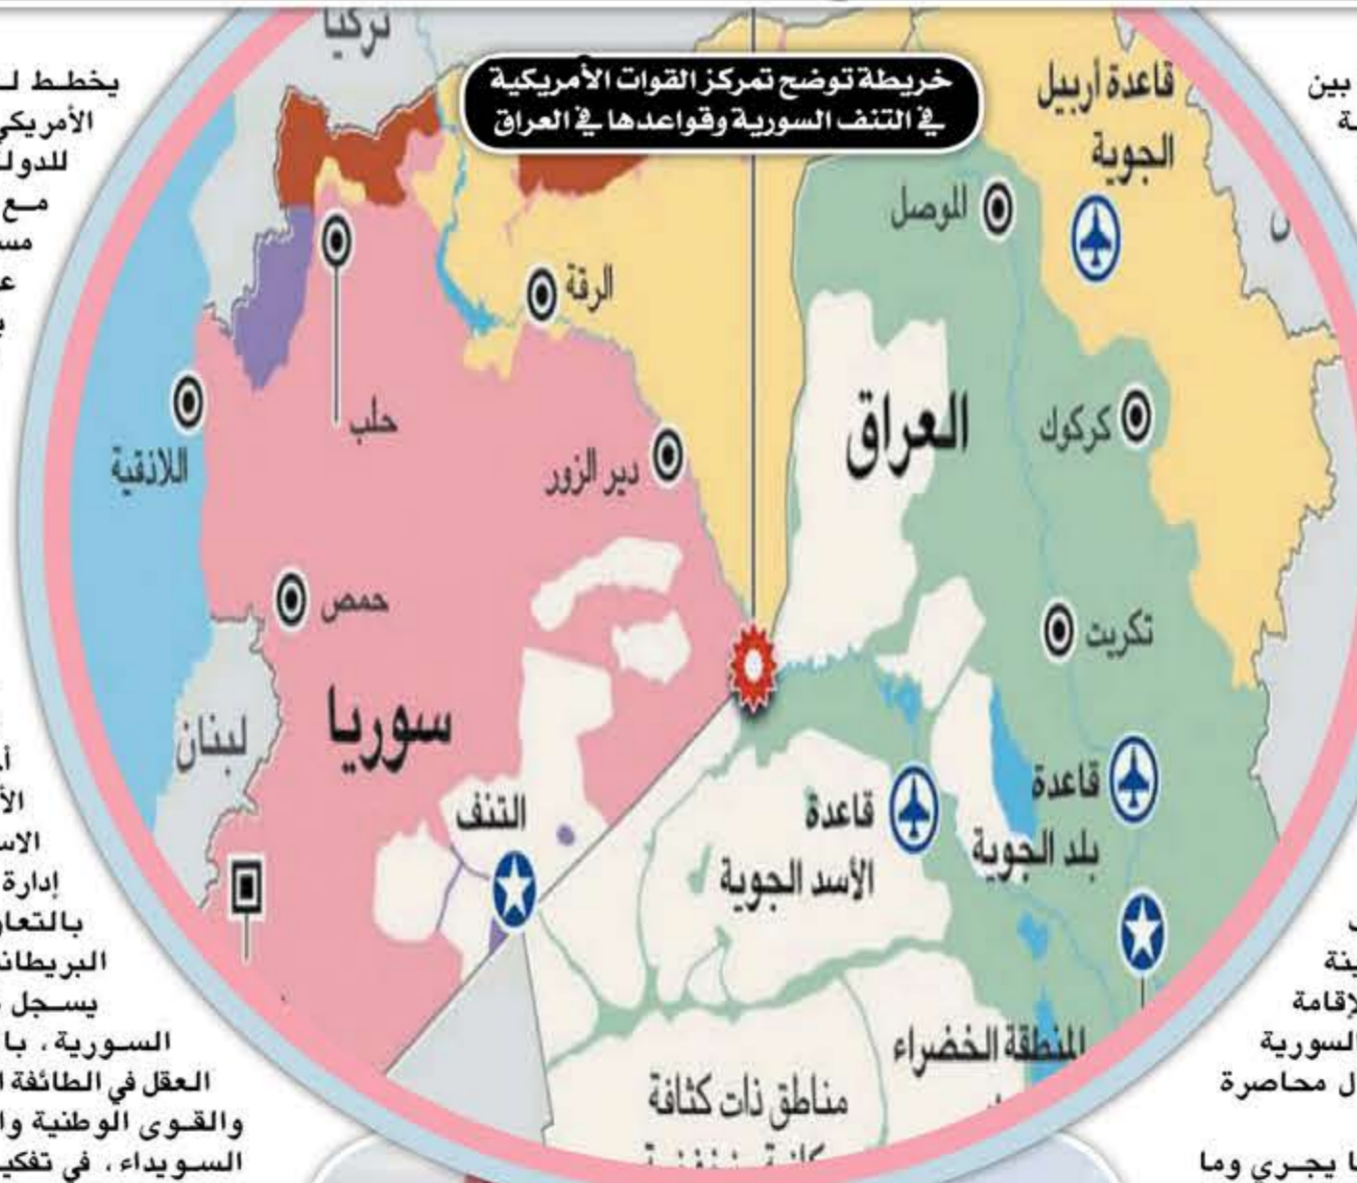 خريطة توضح تمركز القوات الأمريكية
في التنف السورية وقواعدها في العراق
تركيا
قاعدة أربيل
الجوية
الموصل
الرقة
حلب
اللاذقية
دير الزور
العراق
كركوك
حمص
تكريت
سوريا
لبنان
التنف
قاعدة
الأسد الجوية
قاعدة
بلد الجوية
المنطقة الخضراء
مناطق ذات كثافة
بين
ينة
لإقامة
السورية
ل محاصرة
ا يجري وما
يخطط لـ
الأمريكي
للدول
مع
إدارة
بالتعاو
البريطان
يسجل
السورية، با
العقل في الطائفة ا
والقوى الوطنية وا
السويداء، في تفكي